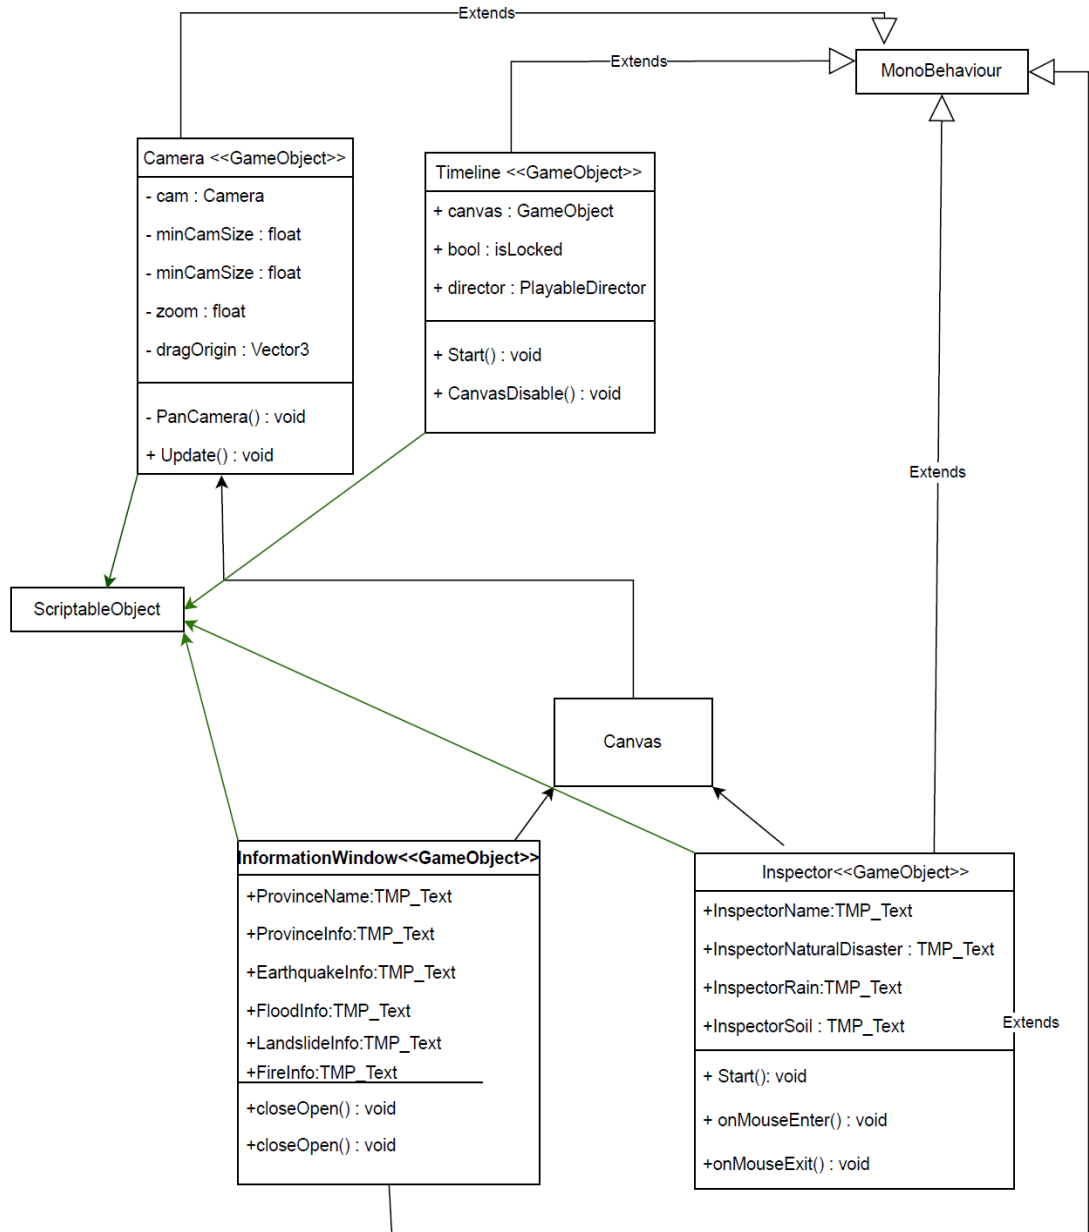 Extends
Extends
MonoBehaviour
Camera <<GameObject>>
- cam : Camera
- minCamSize : float
- minCamSize : float
- zoom : float
- dragOrigin : Vector3
- PanCamera() : void
+ Update() : void
Timeline <<GameObject>>
+ canvas : GameObject
+ bool : isLocked
+ director : PlayableDirector
+ Start() : void
+ CanvasDisable() : void
Extends
ScriptableObject
Canvas
InformationWindow<<GameObject>>
+ProvinceName:TMP_Text
+ProvinceInfo:TMP_Text
+EarthquakeInfo:TMP_Text
+FloodInfo:TMP_Text
+LandslideInfo:TMP_Text
+FireInfo:TMP_Text
+closeOpen() : void
+closeOpen() : void
Inspector<<GameObject>>
+InspectorName:TMP_Text
+InspectorNaturalDisaster : TMP_Text
+InspectorRain:TMP_Text
+InspectorSoil : TMP_Text
+ Start(): void
+ onMouseEnter() : void
+onMouseExit() : void
Extends